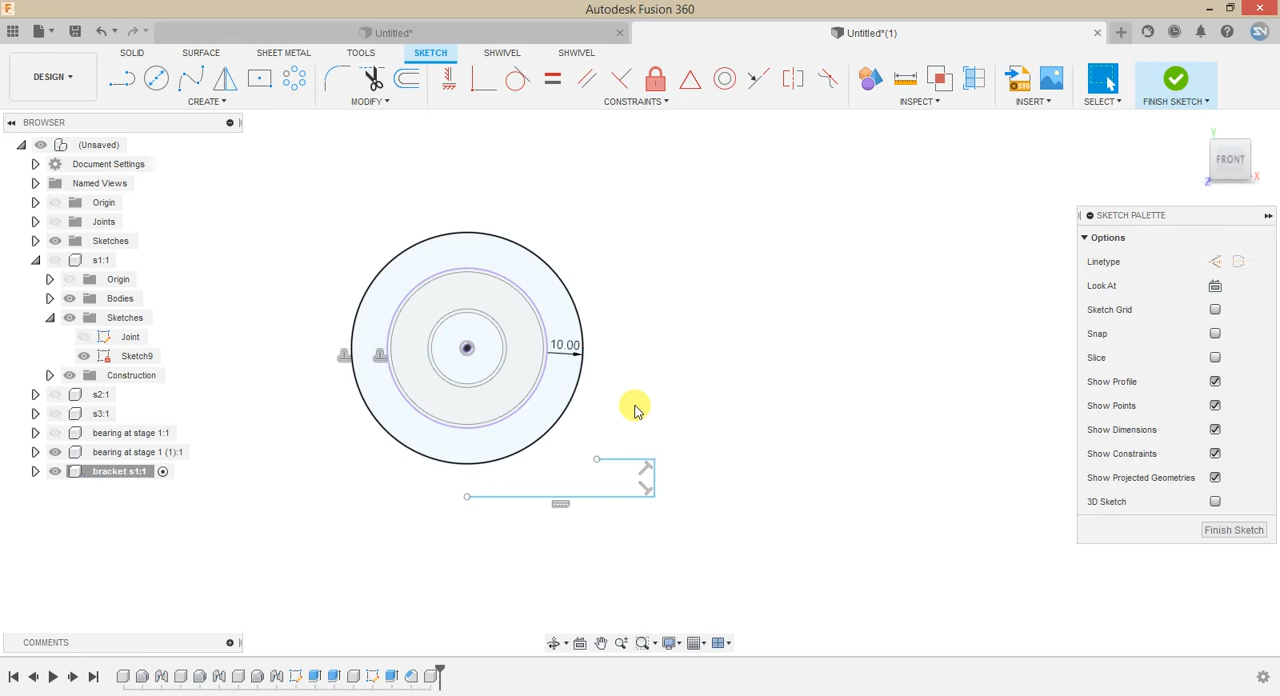 Autodesk Fusion 360
Untitled*
Untitled*(1)
SOLID SURFACE SHEET METAL TOOLS SKETCH SHWIVEL SHWIVEL
DESIGN
CREATE MODIFY CONSTRAINTS INSPECT INSERT SELECT FINISH SKETCH
BROWSER
(Unsaved)
Document Settings
Named Views
Origin
Joints
Sketches
s1:1
Origin
Bodies
Sketches
Joint
Sketch9
Construction
s2:1
s3:1
bearing at stage 1:1
bearing at stage 1 (1):1
bracket s1:1
10.00
Y
FRONT
X
Z
SKETCH PALETTE
Options
Linetype
Look At
Sketch Grid
Snap
Slice
Show Profile
Show Points
Show Dimensions
Show Constraints
Show Projected Geometries
3D Sketch
Finish Sketch
COMMENTS